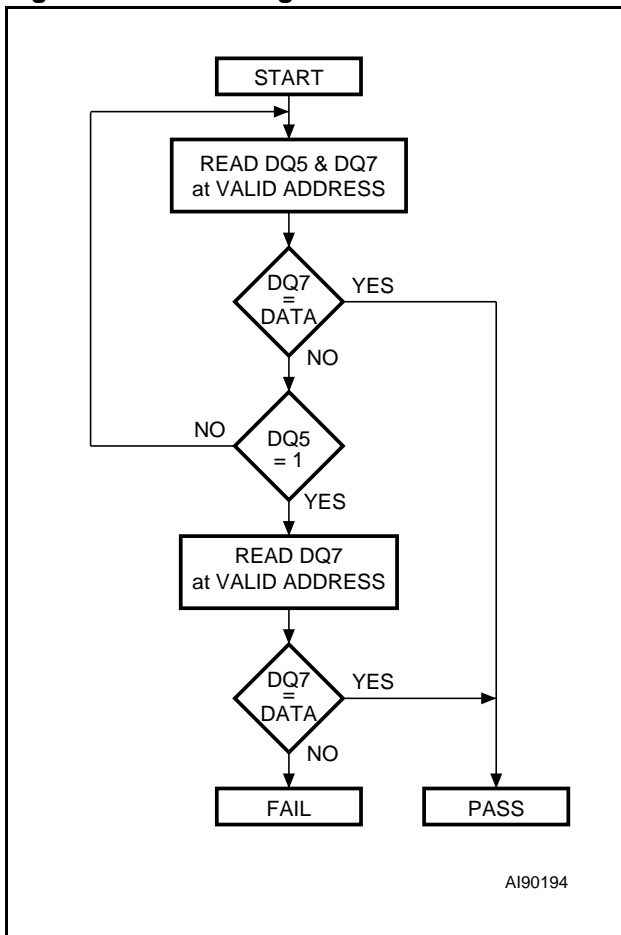 START
READ DQ5 & DQ7
at VALID ADDRESS
DQ7
=
DATA
YES
NO
DQ5
= 1
NO
YES
READ DQ7
at VALID ADDRESS
DQ7
=
DATA
YES
NO
FAIL
PASS
AI90194